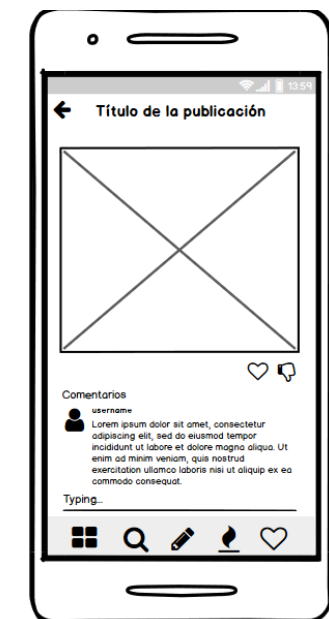 13:59
Título de la publicación
Comentarios
username
Lorem ipsum dolor sit amet, consectetur
adipiscing elit, sed do eiusmod tempor
incididunt ut labore et dolore magna aliqua. Ut
enim ad minim veniam, quis nostrud
exercitation ullamco laboris nisi ut aliquip ex ea
commodo consequat.
Typing...